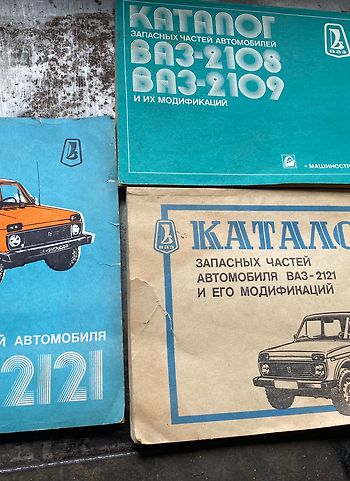 КАТАЛОГ
ЗАПАСНЫХ ЧАСТЕЙ АВТОМОБИЛЕЙ
ВАЗ-2108
ВАЗ-2109
И ИХ МОДИФИКАЦИЙ
ВАЗ
МАШИНОСТР
Й АВТОМОБИЛЯ
2121
ВАЗ
КАТАЛО
ЗАПАСНЫХ ЧАСТЕЙ
АВТОМОБИЛЯ ВАЗ-2121
И ЕГО МОДИФИКАЦИЙ